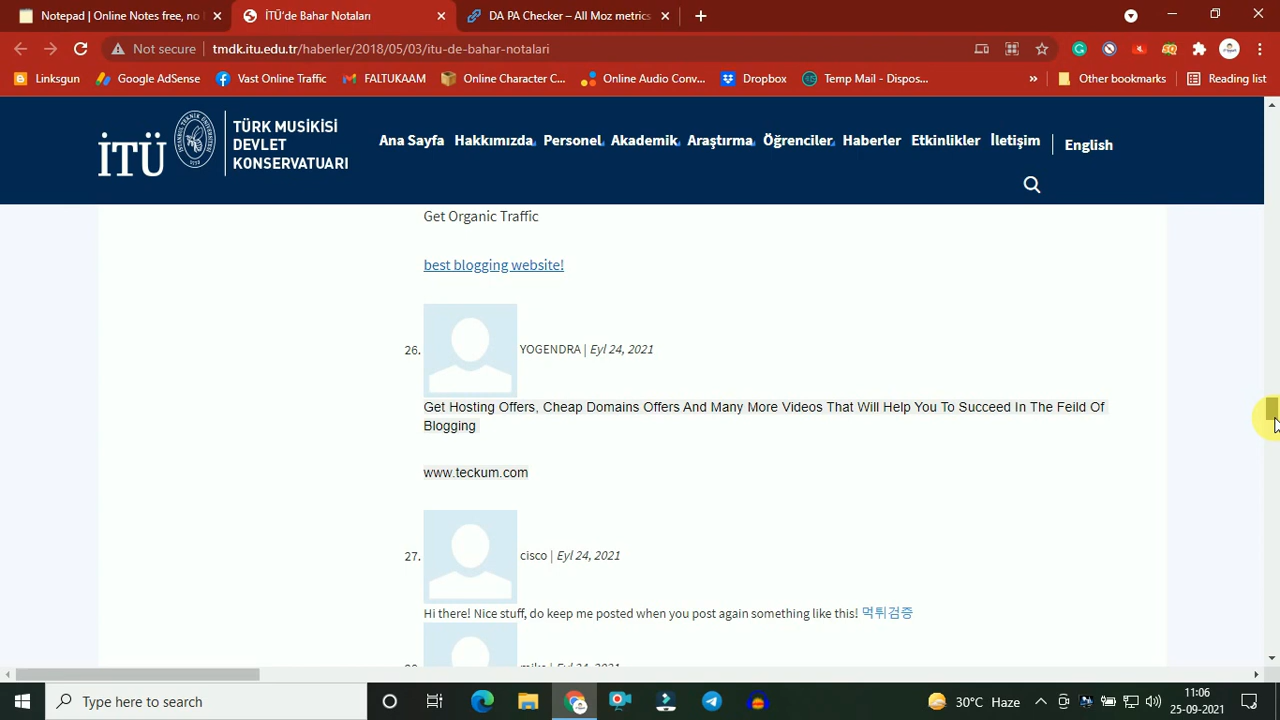 Notepad | Online Notes free, no
İTÜ'de Bahar Notaları
DA PA Checker – All Moz metrics
Not secure
tmdk.itu.edu.tr/haberler/2018/05/03/itu-de-bahar-notalari
Linksgun
Google AdSense
Vast Online Traffic
FALTUKAAM
Online Character C...
Online Audio Conv...
Dropbox
Temp Mail - Dispos...
»
Other bookmarks
Reading list
İTÜ
TÜRK MUSİKİSİ
DEVLET
KONSERVATUARI
Ana Sayfa
Hakkımızda
Personel
Akademik
Araştırma
Öğrenciler
Haberler
Etkinlikler
İletişim
English
Get Organic Traffic
best blogging website!
26. YOGENDRA | Eyl 24, 2021
Get Hosting Offers, Cheap Domains Offers And Many More Videos That Will Help You To Succeed In The Feild Of
Blogging
www.teckum.com
27. cisco | Eyl 24, 2021
Hi there! Nice stuff, do keep me posted when you post again something like this! 먹튀검증
Eyl 24, 2021
Type here to search
30°C Haze
11:06
25-09-2021